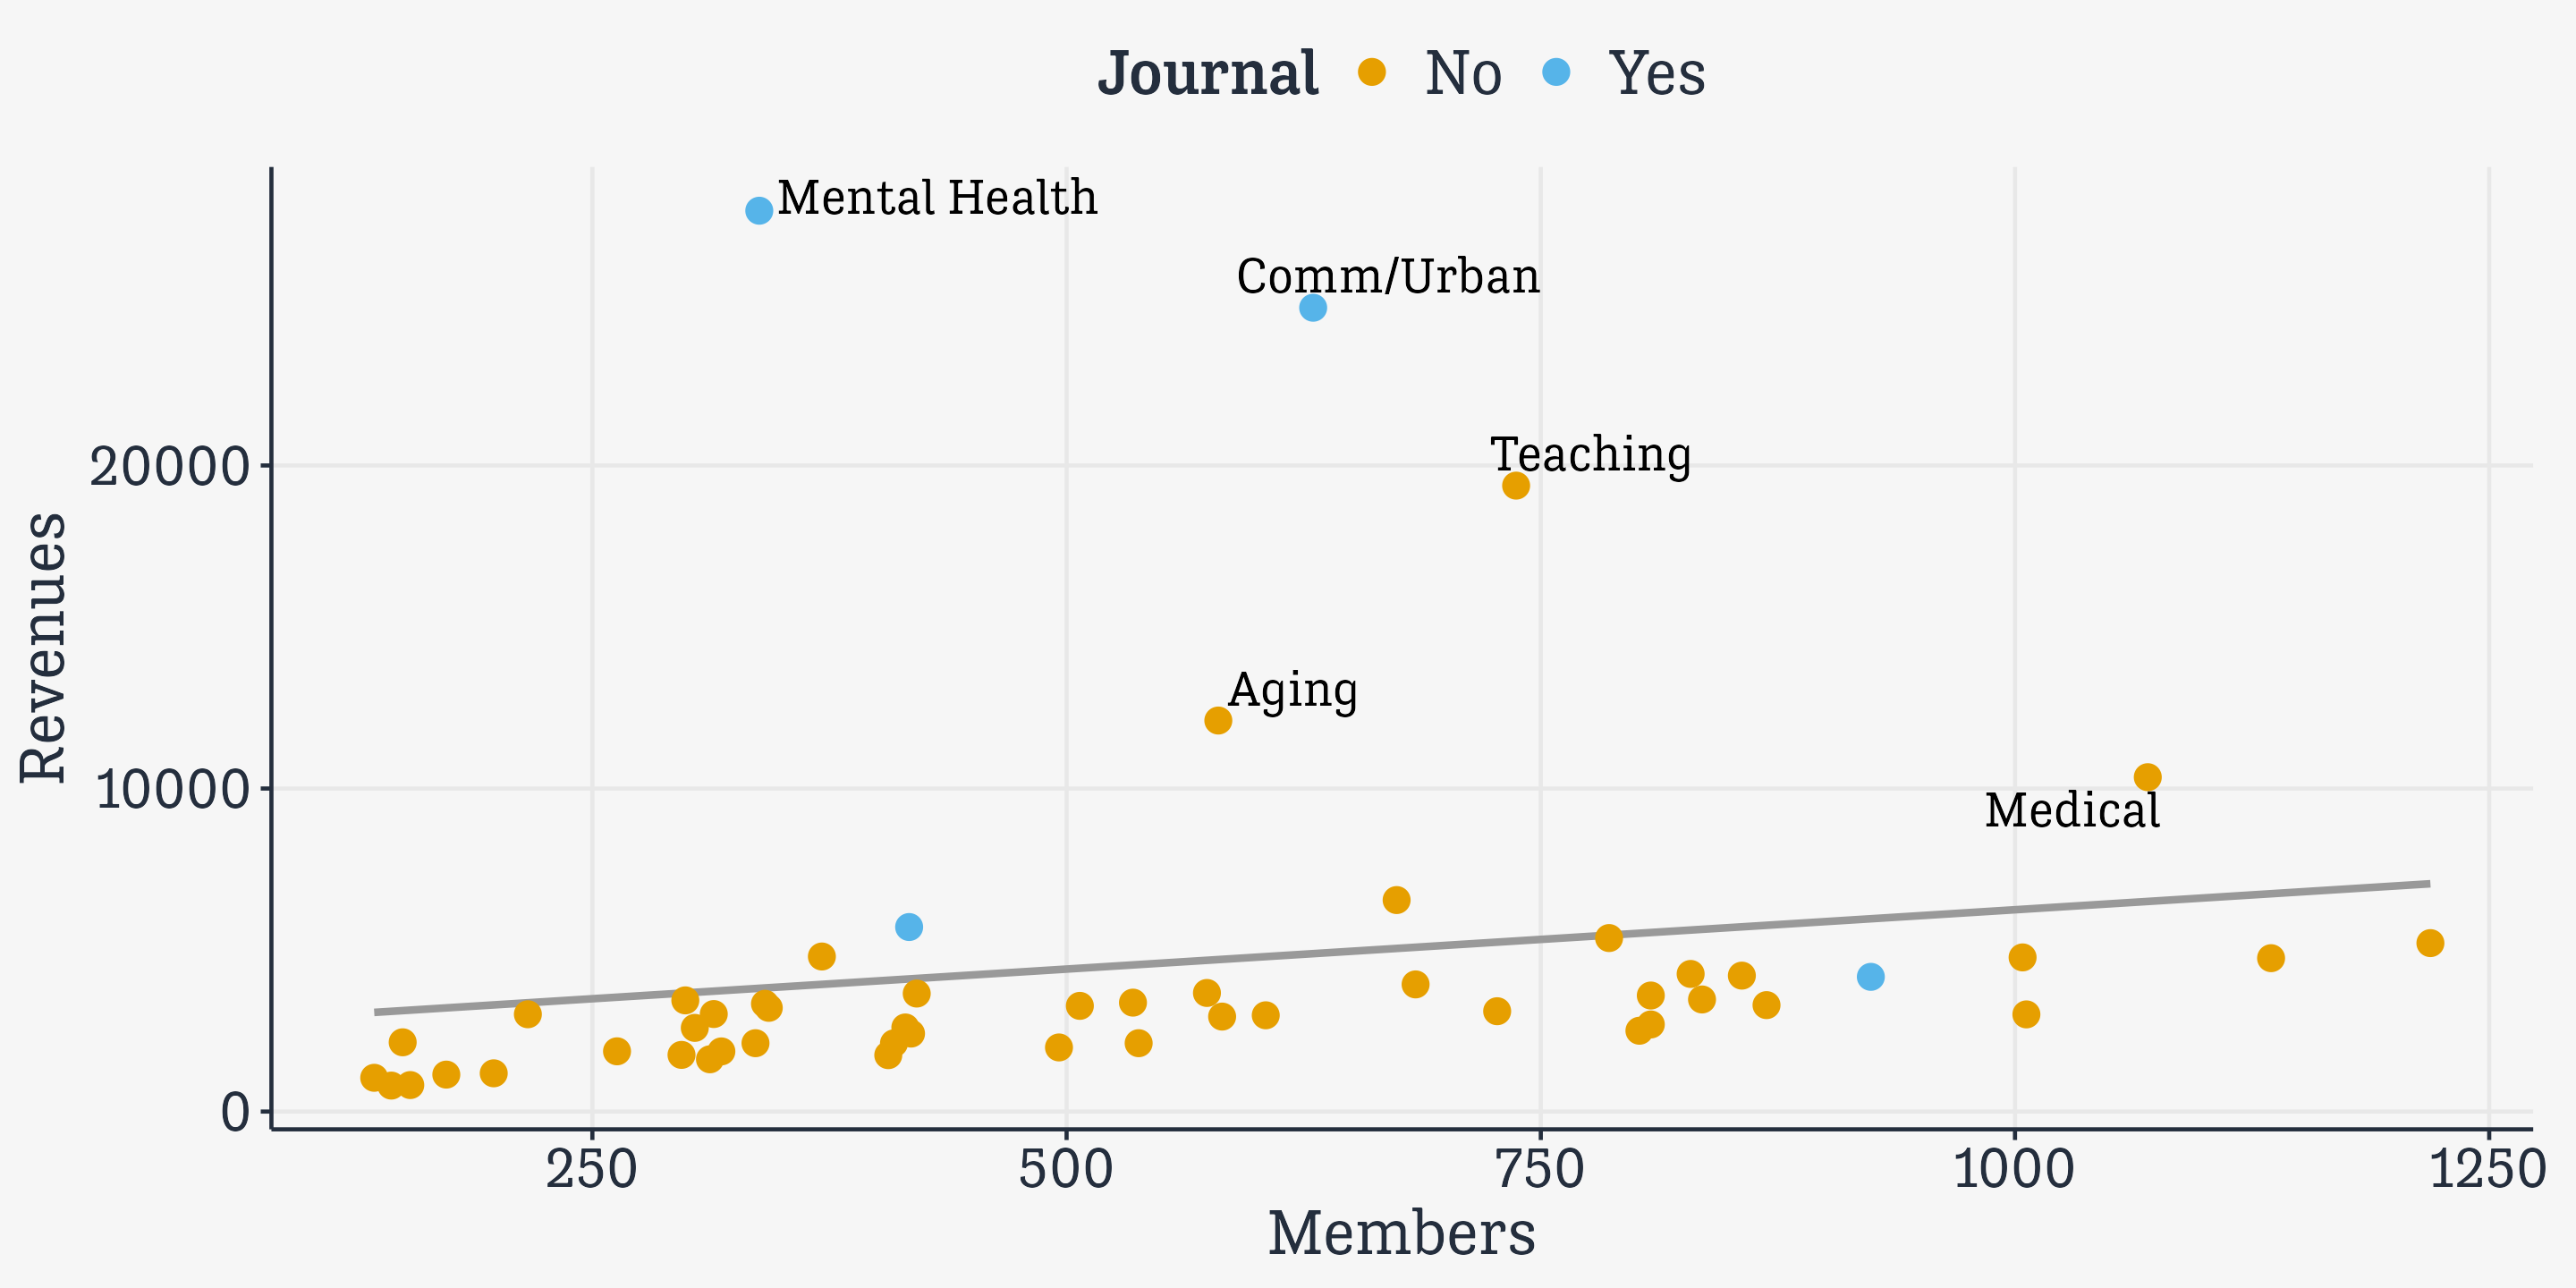 Journal No Yes
Mental Health
Comm/Urban
Teaching
Aging
Medical
Revenues
20000
10000
0
250 500 750 1000 1250
Members